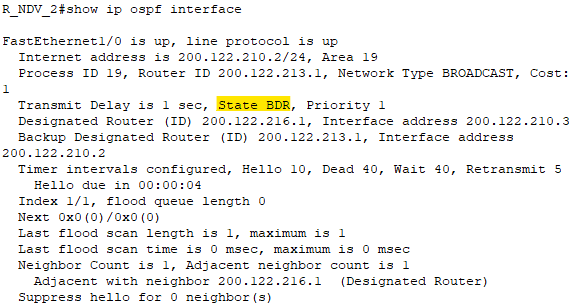 R_NDV_2#show ip ospf interface
FastEthernet1/0 is up, line protocol is up
Internet address is 200.122.210.2/24, Area 19
Process ID 19, Router ID 200.122.213.1, Network Type BROADCAST, Cost:
1
Transmit Delay is 1 sec, State BDR, Priority 1
Designated Router (ID) 200.122.216.1, Interface address 200.122.210.3
Backup Designated Router (ID) 200.122.213.1, Interface address
200.122.210.2
Timer intervals configured, Hello 10, Dead 40, Wait 40, Retransmit 5
Hello due in 00:00:04
Index 1/1, flood queue length 0
Next 0x0(0)/0x0(0)
Last flood scan length is 1, maximum is 1
Last flood scan time is 0 msec, maximum is 0 msec
Neighbor Count is 1, Adjacent neighbor count is 1
Adjacent with neighbor 200.122.216.1  (Designated Router)
Suppress hello for 0 neighbor(s)